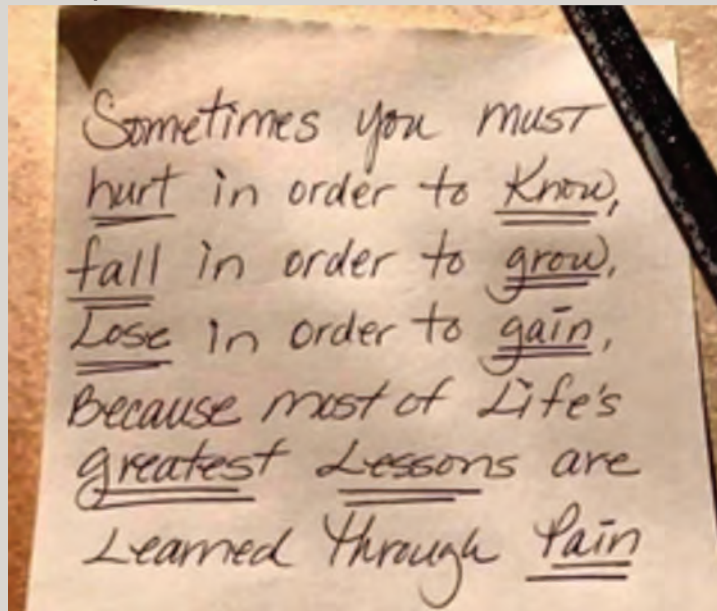 Sometimes you must
hurt in order to Know,
fall in order to grow,
Lose in order to gain,
Because most of Life's
greatest Lessons are
Learned Through Pain